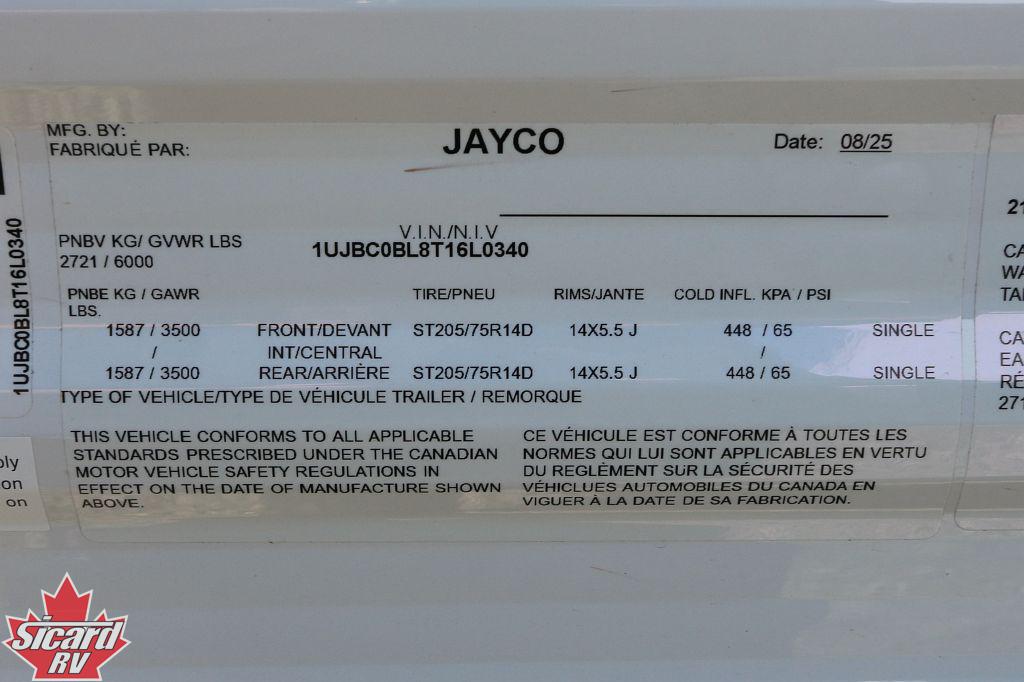 MFG. BY:
FABRIQUÉ PAR:
JAYCO
Date: 08/25
V.I.N./N.I.V
1UJBC0BL8T16L0340
PNBV KG/ GVWR LBS
2721 / 6000
PNBE KG / GAWR LBS. TIRE/PNEU RIMS/JANTE COLD INFL. KPA / PSI
1587 / 3500 FRONT/DEVANT ST205/75R14D 14X5.5 J 448 / 65 SINGLE
/ INT/CENTRAL /
1587 / 3500 REAR/ARRIÈRE ST205/75R14D 14X5.5 J 448 / 65 SINGLE
TYPE OF VEHICLE/TYPE DE VÉHICULE TRAILER / REMORQUE
THIS VEHICLE CONFORMS TO ALL APPLICABLE
STANDARDS PRESCRIBED UNDER THE CANADIAN
MOTOR VEHICLE SAFETY REGULATIONS IN
EFFECT ON THE DATE OF MANUFACTURE SHOWN
ABOVE.
CE VÉHICULE EST CONFORME À TOUTES LES
NORMES QUI LUI SONT APPLICABLES EN VERTU
DU REGLÈMENT SUR LA SÉCURITÉ DES
VÉHICLUES AUTOMOBILES DU CANADA EN
VIGUER À LA DATE DE SA FABRICATION.
1UJBC0BL8T16L0340
on
on
Sicard
RV